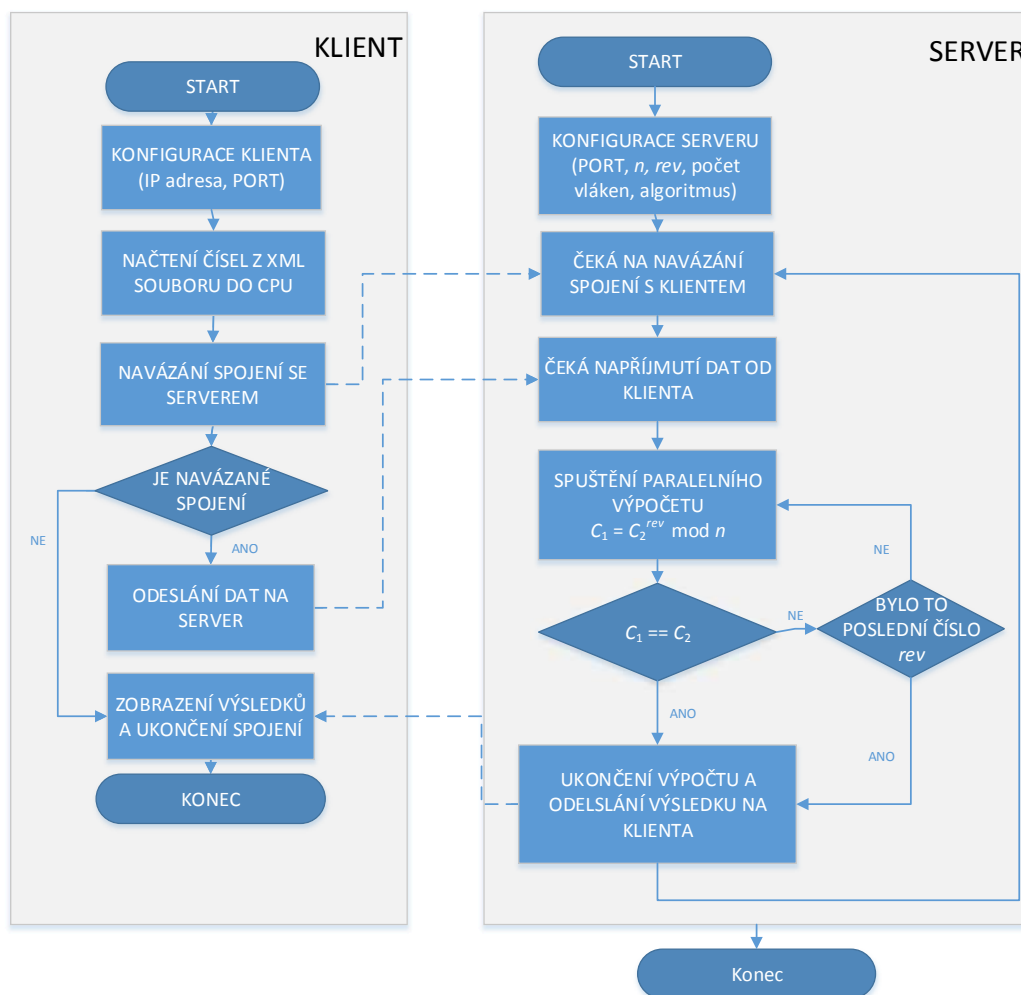 KLIENT
START
KONFIGURACE KLIENTA
(IP adresa, PORT)
NAČTENÍ ČÍSEL Z XML
SOUBORU DO CPU
NAVÁZÁNÍ SPOJENÍ SE
SERVEREM
JE NAVÁZANÉ
SPOJENÍ
NE
ANO
ODESLÁNÍ DAT NA
SERVER
ZOBRAZENÍ VÝSLEDKŮ
A UKONČENÍ SPOJENÍ
KONEC
SERVER
START
KONFIGURACE SERVERU
(PORT, n, rev, počet
vláken, algoritmus)
ČEKÁ NA NAVÁZÁNÍ
SPOJENÍ S KLIENTEM
ČEKÁ NAPŘÍJMUTÍ DAT OD
KLIENTA
SPUŠTĚNÍ PARALELNÍHO
VÝPOČETU
C₁ = C₂^rev mod n
NE
C₁ == C₂
NE
BYLO TO
POSLEDNÍ ČÍSLO
rev
ANO
ANO
UKONČENÍ VÝPOČTU A
ODELSLÁNÍ VÝSLEDKU NA
KLIENTA
Konec